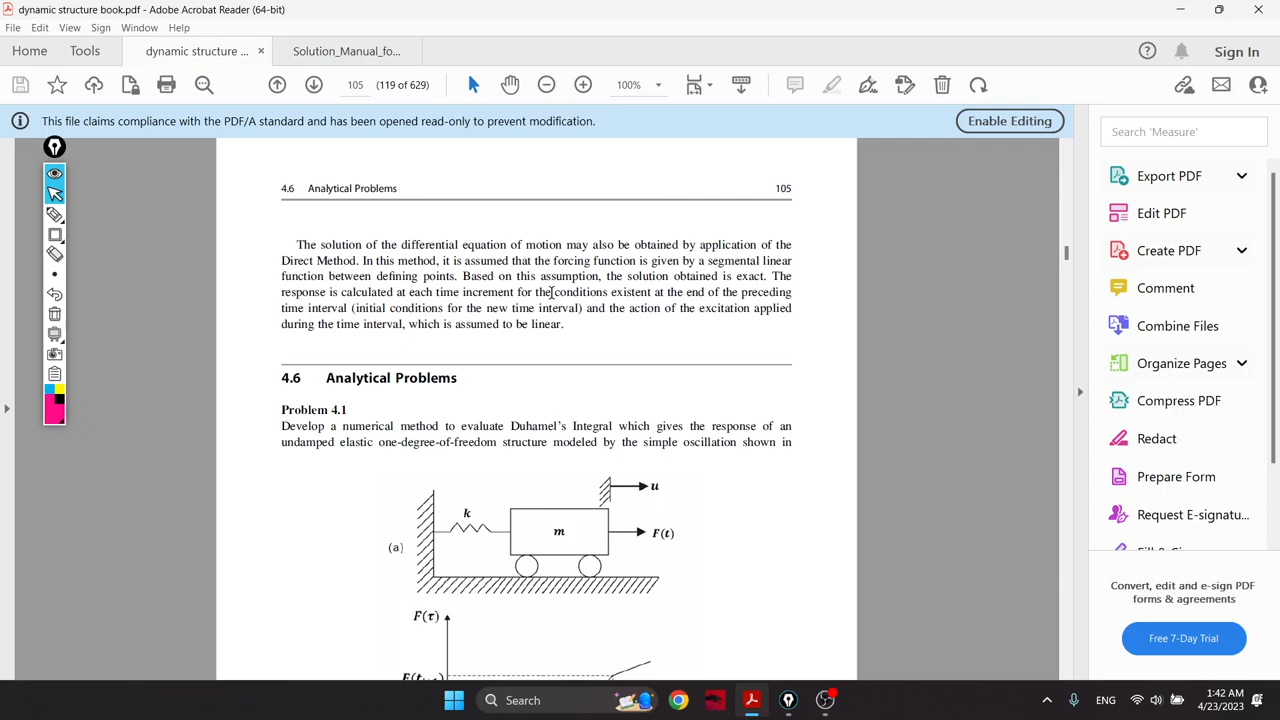 dynamic structure book.pdf - Adobe Acrobat Reader (64-bit)
File Edit View Sign Window Help
Home Tools dynamic structure ... × Solution_Manual_fo... Sign In
105 (119 of 629) 100%
This file claims compliance with the PDF/A standard and has been opened read-only to prevent modification. Enable Editing
4.6 Analytical Problems 105
The solution of the differential equation of motion may also be obtained by application of the
Direct Method. In this method, it is assumed that the forcing function is given by a segmental linear
function between defining points. Based on this assumption, the solution obtained is exact. The
response is calculated at each time increment for the conditions existent at the end of the preceding
time interval (initial conditions for the new time interval) and the action of the excitation applied
during the time interval, which is assumed to be linear.
4.6 Analytical Problems
Problem 4.1
Develop a numerical method to evaluate Duhamel's Integral which gives the response of an
undamped elastic one-degree-of-freedom structure modeled by the simple oscillation shown in
u
k
m
F(t)
(a)
F(τ)
Search 'Measure'
Export PDF
Edit PDF
Create PDF
Comment
Combine Files
Organize Pages
Compress PDF
Redact
Prepare Form
Request E-signatu...
Convert, edit and e-sign PDF
forms & agreements
Free 7-Day Trial
Search
ENG
1:42 AM
4/23/2023